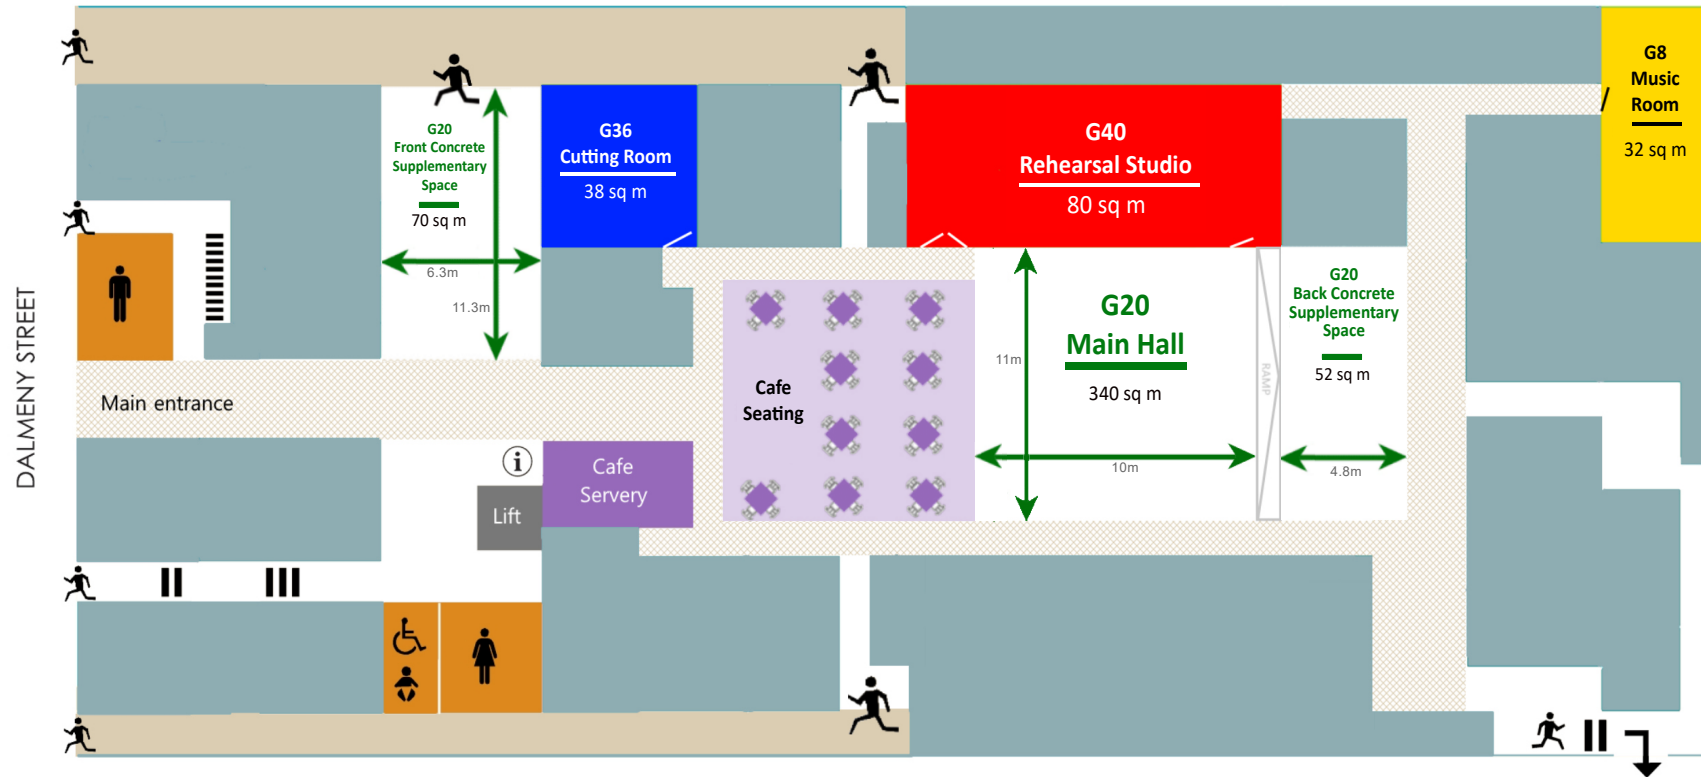 G8
Music
Room
32 sq m
G20
Front Concrete
Supplementary
Space
70 sq m
6.3m
11.3m
G36
Cutting Room
38 sq m
G40
Rehearsal Studio
80 sq m
DALMENY STREET
Main entrance
Cafe
Seating
G20
Main Hall
340 sq m
11m
10m
RAMP
G20
Back Concrete
Supplementary
Space
52 sq m
4.8m
i
Cafe
Servery
Lift